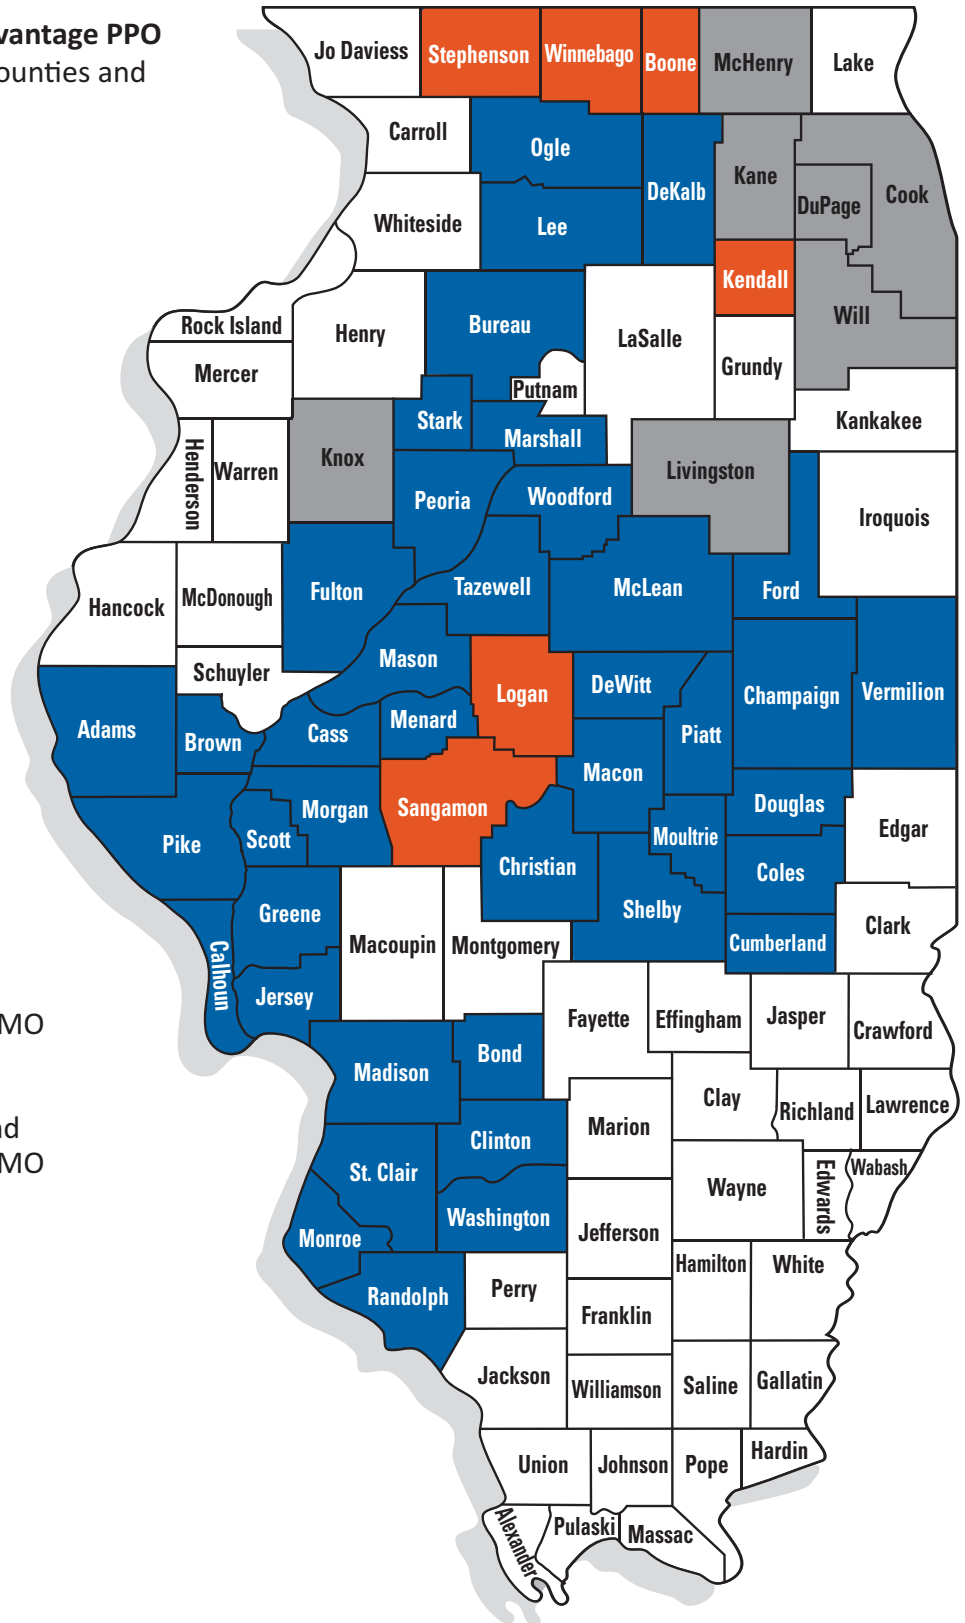 vantage PPO
ounties and
Jo Daviess
Stephenson
Winnebago
Boone
McHenry
Lake
Carroll
Ogle
DeKalb
Kane
DuPage
Cook
Whiteside
Lee
Kendall
Will
Rock Island
Henry
Bureau
LaSalle
Grundy
Mercer
Putnam
Kankakee
Stark
Marshall
Henderson
Warren
Knox
Livingston
Peoria
Woodford
Iroquois
Hancock
McDonough
Fulton
Tazewell
McLean
Ford
Schuyler
Mason
Logan
DeWitt
Champaign
Vermilion
Adams
Brown
Cass
Menard
Piatt
Macon
Pike
Scott
Morgan
Sangamon
Christian
Moultrie
Douglas
Edgar
Coles
Greene
Shelby
Macoupin
Montgomery
Cumberland
Clark
Calhoun
Jersey
MO
Fayette
Effingham
Jasper
Crawford
Madison
Bond
Clay
Richland
Lawrence
Marion
nd
MO
Clinton
St. Clair
Wayne
Edwards
Wabash
Washington
Monroe
Jefferson
Hamilton
White
Randolph
Perry
Franklin
Jackson
Williamson
Saline
Gallatin
Union
Johnson
Pope
Hardin
Alexander
Pulaski
Massac